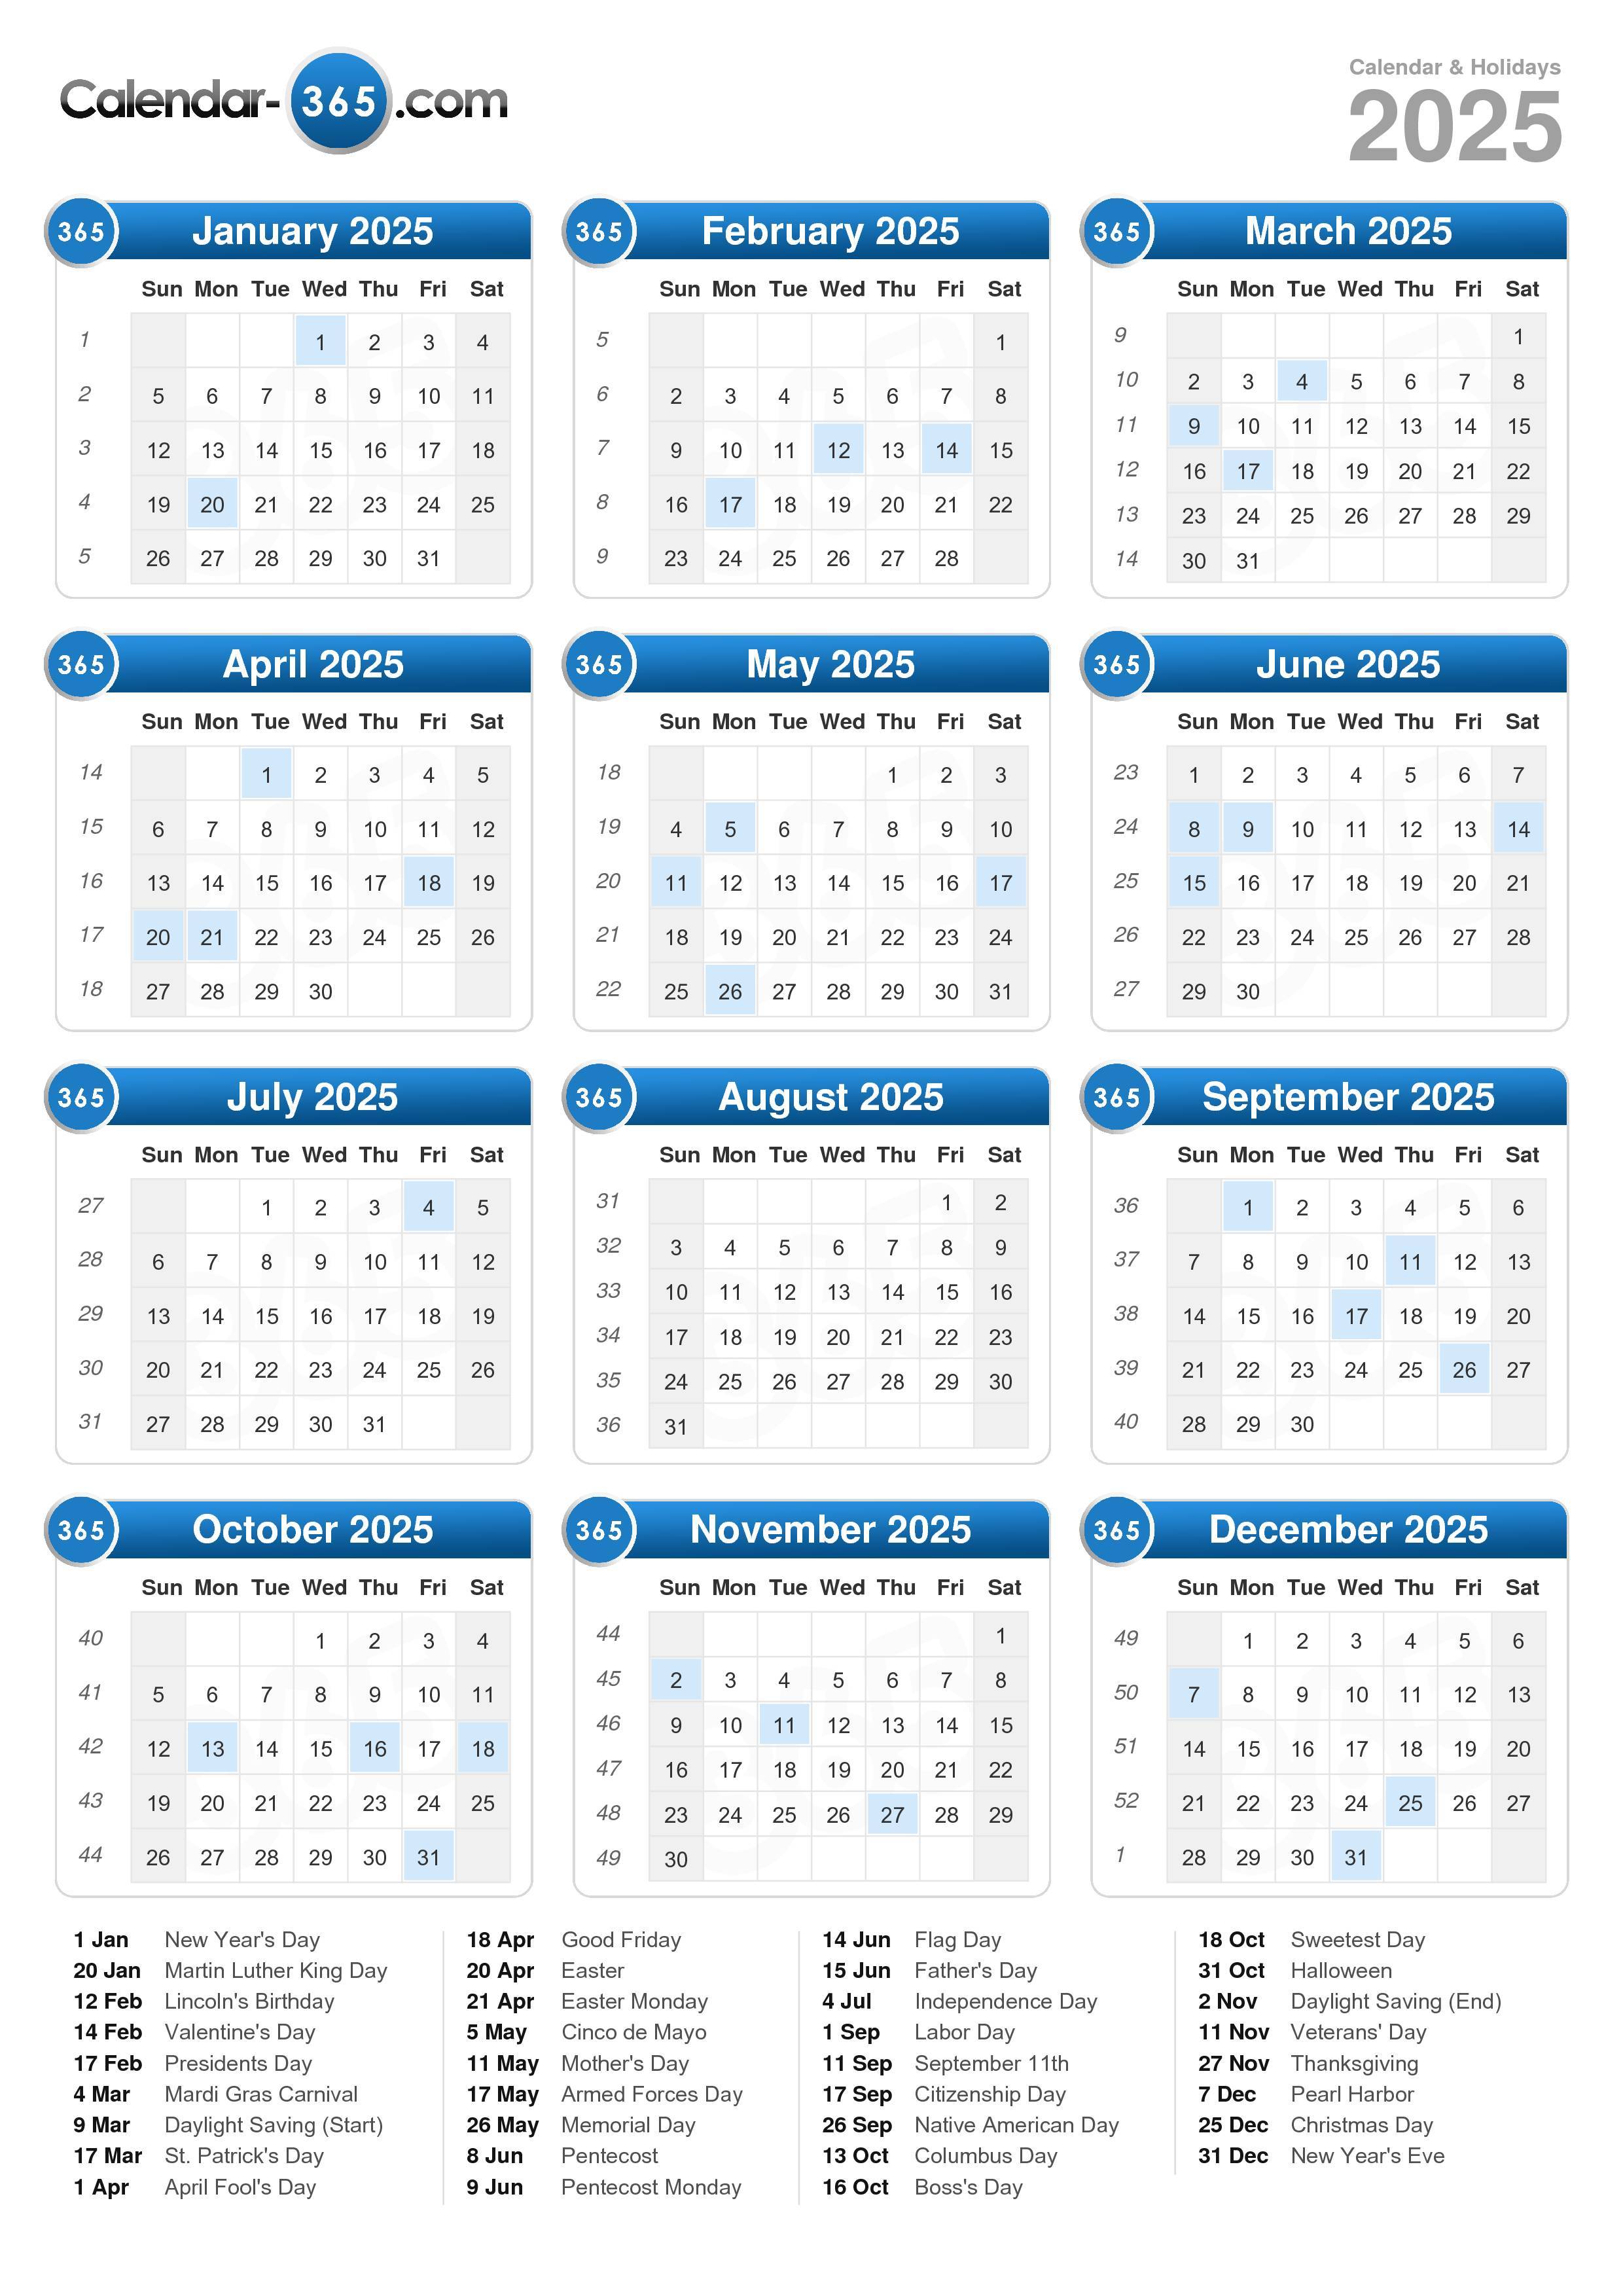 Calendar-365.com
Calendar & Holidays
2025
365 January 2025
Sun Mon Tue Wed Thu Fri Sat
1 1 2 3 4
2 5 6 7 8 9 10 11
3 12 13 14 15 16 17 18
4 19 20 21 22 23 24 25
5 26 27 28 29 30 31
365 February 2025
Sun Mon Tue Wed Thu Fri Sat
5 1
6 2 3 4 5 6 7 8
7 9 10 11 12 13 14 15
8 16 17 18 19 20 21 22
9 23 24 25 26 27 28
365 March 2025
Sun Mon Tue Wed Thu Fri Sat
9 1
10 2 3 4 5 6 7 8
11 9 10 11 12 13 14 15
12 16 17 18 19 20 21 22
13 23 24 25 26 27 28 29
14 30 31
365 April 2025
Sun Mon Tue Wed Thu Fri Sat
14 1 2 3 4 5
15 6 7 8 9 10 11 12
16 13 14 15 16 17 18 19
17 20 21 22 23 24 25 26
18 27 28 29 30
365 May 2025
Sun Mon Tue Wed Thu Fri Sat
18 1 2 3
19 4 5 6 7 8 9 10
20 11 12 13 14 15 16 17
21 18 19 20 21 22 23 24
22 25 26 27 28 29 30 31
365 June 2025
Sun Mon Tue Wed Thu Fri Sat
23 1 2 3 4 5 6 7
24 8 9 10 11 12 13 14
25 15 16 17 18 19 20 21
26 22 23 24 25 26 27 28
27 29 30
365 July 2025
Sun Mon Tue Wed Thu Fri Sat
27 1 2 3 4 5
28 6 7 8 9 10 11 12
29 13 14 15 16 17 18 19
30 20 21 22 23 24 25 26
31 27 28 29 30 31
365 August 2025
Sun Mon Tue Wed Thu Fri Sat
31 1 2
32 3 4 5 6 7 8 9
33 10 11 12 13 14 15 16
34 17 18 19 20 21 22 23
35 24 25 26 27 28 29 30
36 31
365 September 2025
Sun Mon Tue Wed Thu Fri Sat
36 1 2 3 4 5 6
37 7 8 9 10 11 12 13
38 14 15 16 17 18 19 20
39 21 22 23 24 25 26 27
40 28 29 30
365 October 2025
Sun Mon Tue Wed Thu Fri Sat
40 1 2 3 4
41 5 6 7 8 9 10 11
42 12 13 14 15 16 17 18
43 19 20 21 22 23 24 25
44 26 27 28 29 30 31
365 November 2025
Sun Mon Tue Wed Thu Fri Sat
44 1
45 2 3 4 5 6 7 8
46 9 10 11 12 13 14 15
47 16 17 18 19 20 21 22
48 23 24 25 26 27 28 29
49 30
365 December 2025
Sun Mon Tue Wed Thu Fri Sat
49 1 2 3 4 5 6
50 7 8 9 10 11 12 13
51 14 15 16 17 18 19 20
52 21 22 23 24 25 26 27
1 28 29 30 31
1 Jan New Year's Day
20 Jan Martin Luther King Day
12 Feb Lincoln's Birthday
14 Feb Valentine's Day
17 Feb Presidents Day
4 Mar Mardi Gras Carnival
9 Mar Daylight Saving (Start)
17 Mar St. Patrick's Day
1 Apr April Fool's Day
18 Apr Good Friday
20 Apr Easter
21 Apr Easter Monday
5 May Cinco de Mayo
11 May Mother's Day
17 May Armed Forces Day
26 May Memorial Day
8 Jun Pentecost
9 Jun Pentecost Monday
14 Jun Flag Day
15 Jun Father's Day
4 Jul Independence Day
1 Sep Labor Day
11 Sep September 11th
17 Sep Citizenship Day
26 Sep Native American Day
13 Oct Columbus Day
16 Oct Boss's Day
18 Oct Sweetest Day
31 Oct Halloween
2 Nov Daylight Saving (End)
11 Nov Veterans' Day
27 Nov Thanksgiving
7 Dec Pearl Harbor
25 Dec Christmas Day
31 Dec New Year's Eve